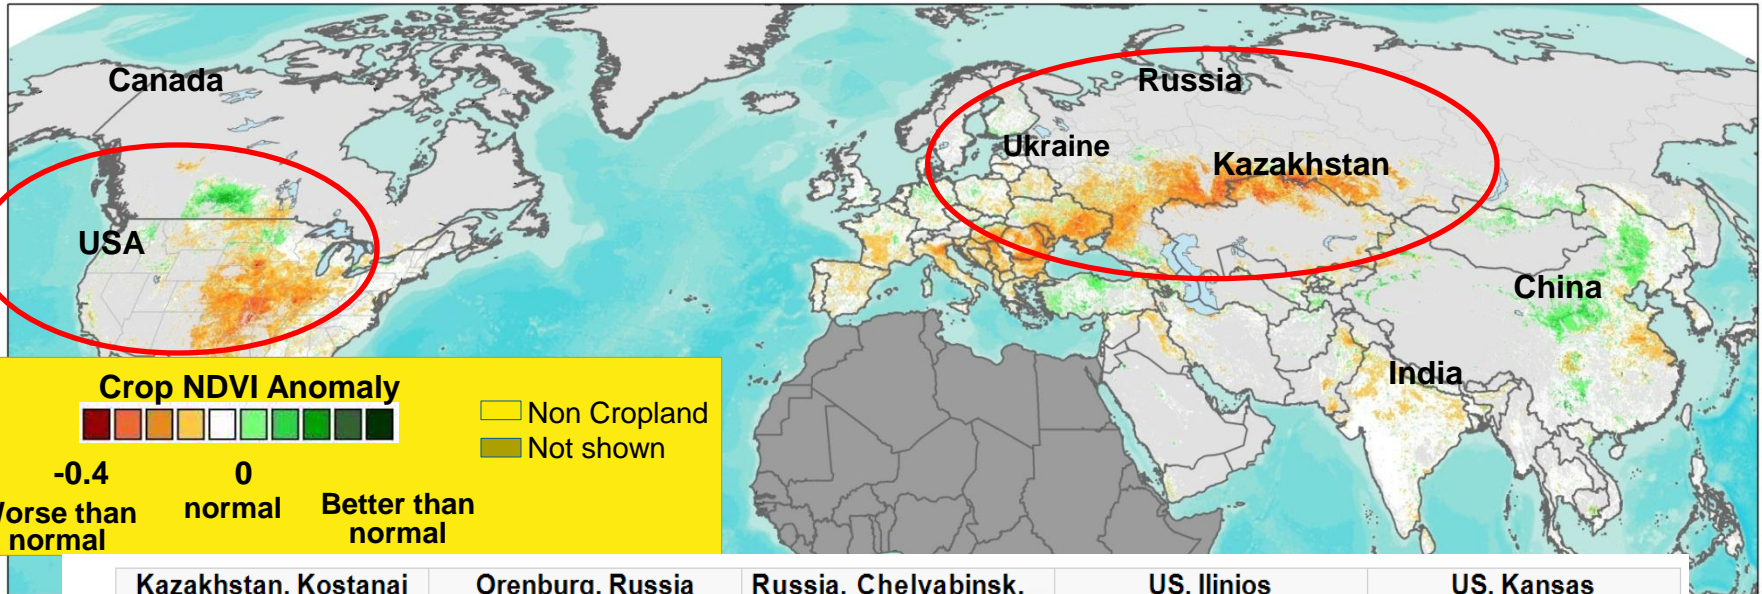 Canada
Russia
Ukraine
Kazakhstan
USA
China
India
Crop NDVI Anomaly
Non Cropland
Not shown
-0.4
0
normal
Better than
normal
orse than
normal
Kazakhstan, Kostanai
Orenburg, Russia
Russia, Chelyabinsk,
US, Ilinios
US, Kansas